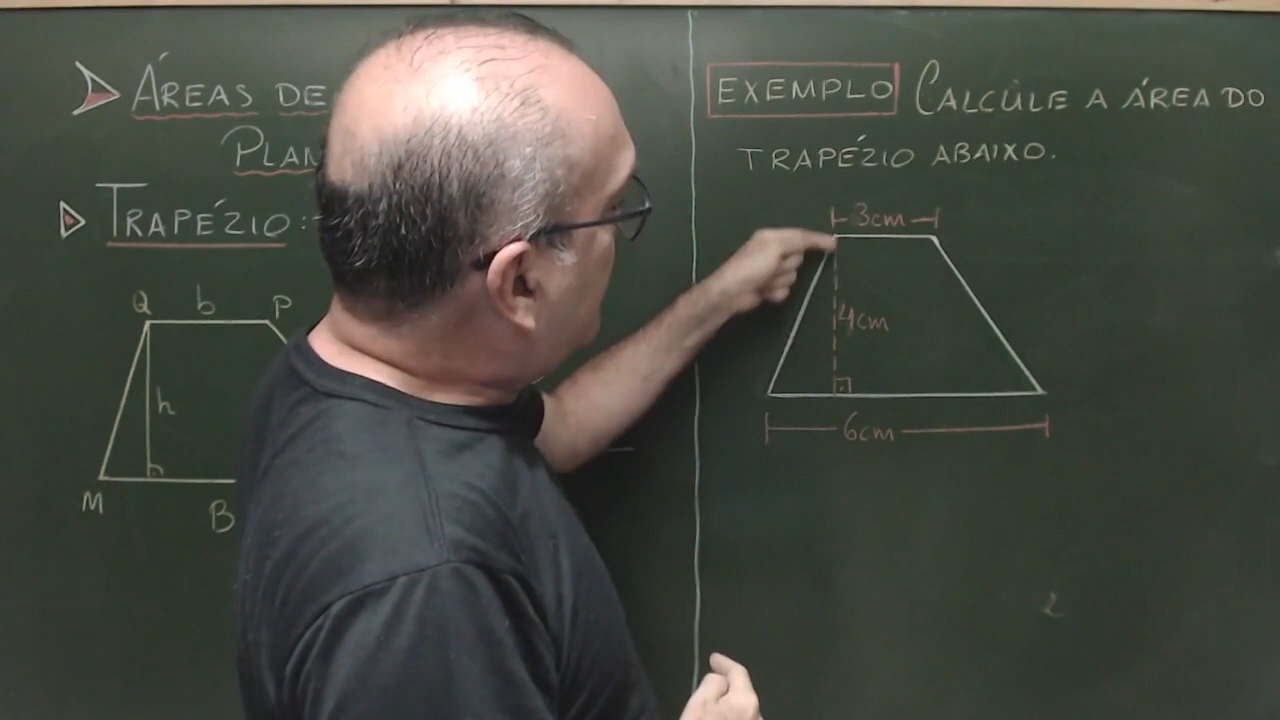 ÁREAS DE
PLAN
TRAPÉZIO:
Q b P
h
M
B
EXEMPLO CALCULE A ÁREA DO
TRAPÉZIO ABAIXO.
3cm
4cm
6cm